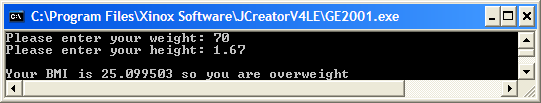 C:\Program Files\Xinox Software\JCreatorV4LE\GE2001.exe
Please enter your weight: 70
Please enter your height: 1.67
Your BMI is 25.099503 so you are overweight